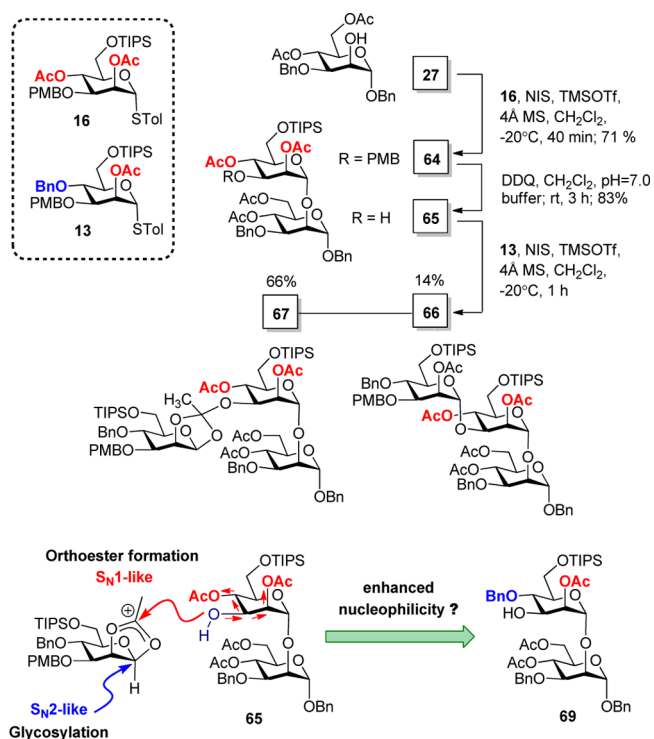 OTIPS
OAc
AcO
PMBO
O
STol
16
OTIPS
OAc
BnO
PMBO
O
STol
13
OAc
OH
AcO
BnO
O
OBn
27
16, NIS, TMSOTf,
4Å MS, CH₂Cl₂,
-20°C, 40 min; 71 %
OTIPS
OAc
AcO
RO
O
R = PMB
64
O
AcO
AcO
BnO
O
OBn
R = H
65
DDQ, CH₂Cl₂, pH=7.0
buffer; rt, 3 h; 83%
13, NIS, TMSOTf,
4Å MS, CH₂Cl₂,
-20°C, 1 h
66%
14%
67
66
OTIPS
OAc
AcO
O
H₃C
O
TIPSO
O
BnO
O
PMBO
O
O
AcO
AcO
BnO
O
OBn
OTIPS
OAc
BnO
O
PMBO
OTIPS
OAc
AcO
O
O
O
AcO
AcO
BnO
O
OBn
Orthoester formation
SN1-like
+
TIPSO
BnO
O
O
O
PMBO
H
SN2-like
Glycosylation
OTIPS
OAc
AcO
O
O
H
O
AcO
AcO
BnO
O
OBn
65
enhanced
nucleophilicity ?
OTIPS
OAc
BnO
O
HO
O
AcO
AcO
BnO
O
OBn
69